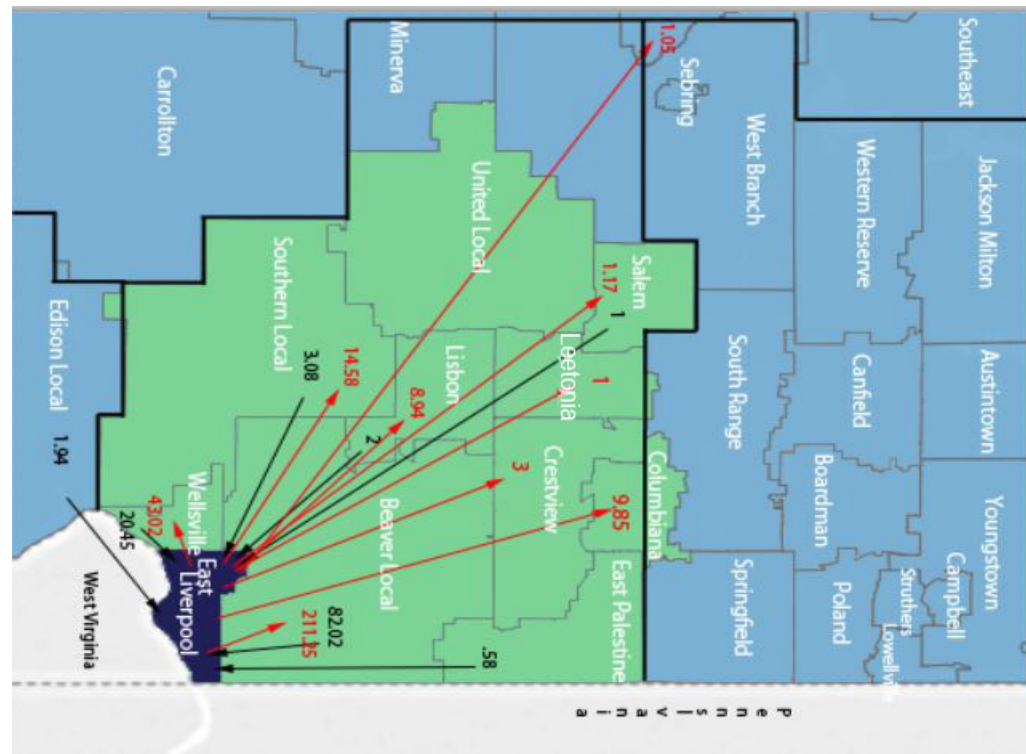 Southeast
Jackson Milton
Austintown
Youngstown
Campbell
Western Reserve
Canfield
Struthers
Lowellville
Boardman
Poland
West Branch
South Range
Springfield
Sebring
1.05
Salem
1.17
1
Leetonia
1
Columbiana
9.85
East Palestine
Crestview
3
United Local
Lisbon
8.94
2
Beaver Local
.58
Minerva
14.58
3.08
Southern Local
82.02
211.25
Carrollton
Wellsville
43.02
20.45
East
Liverpool
Edison Local
1.94
West Virginia
Pennsylvania